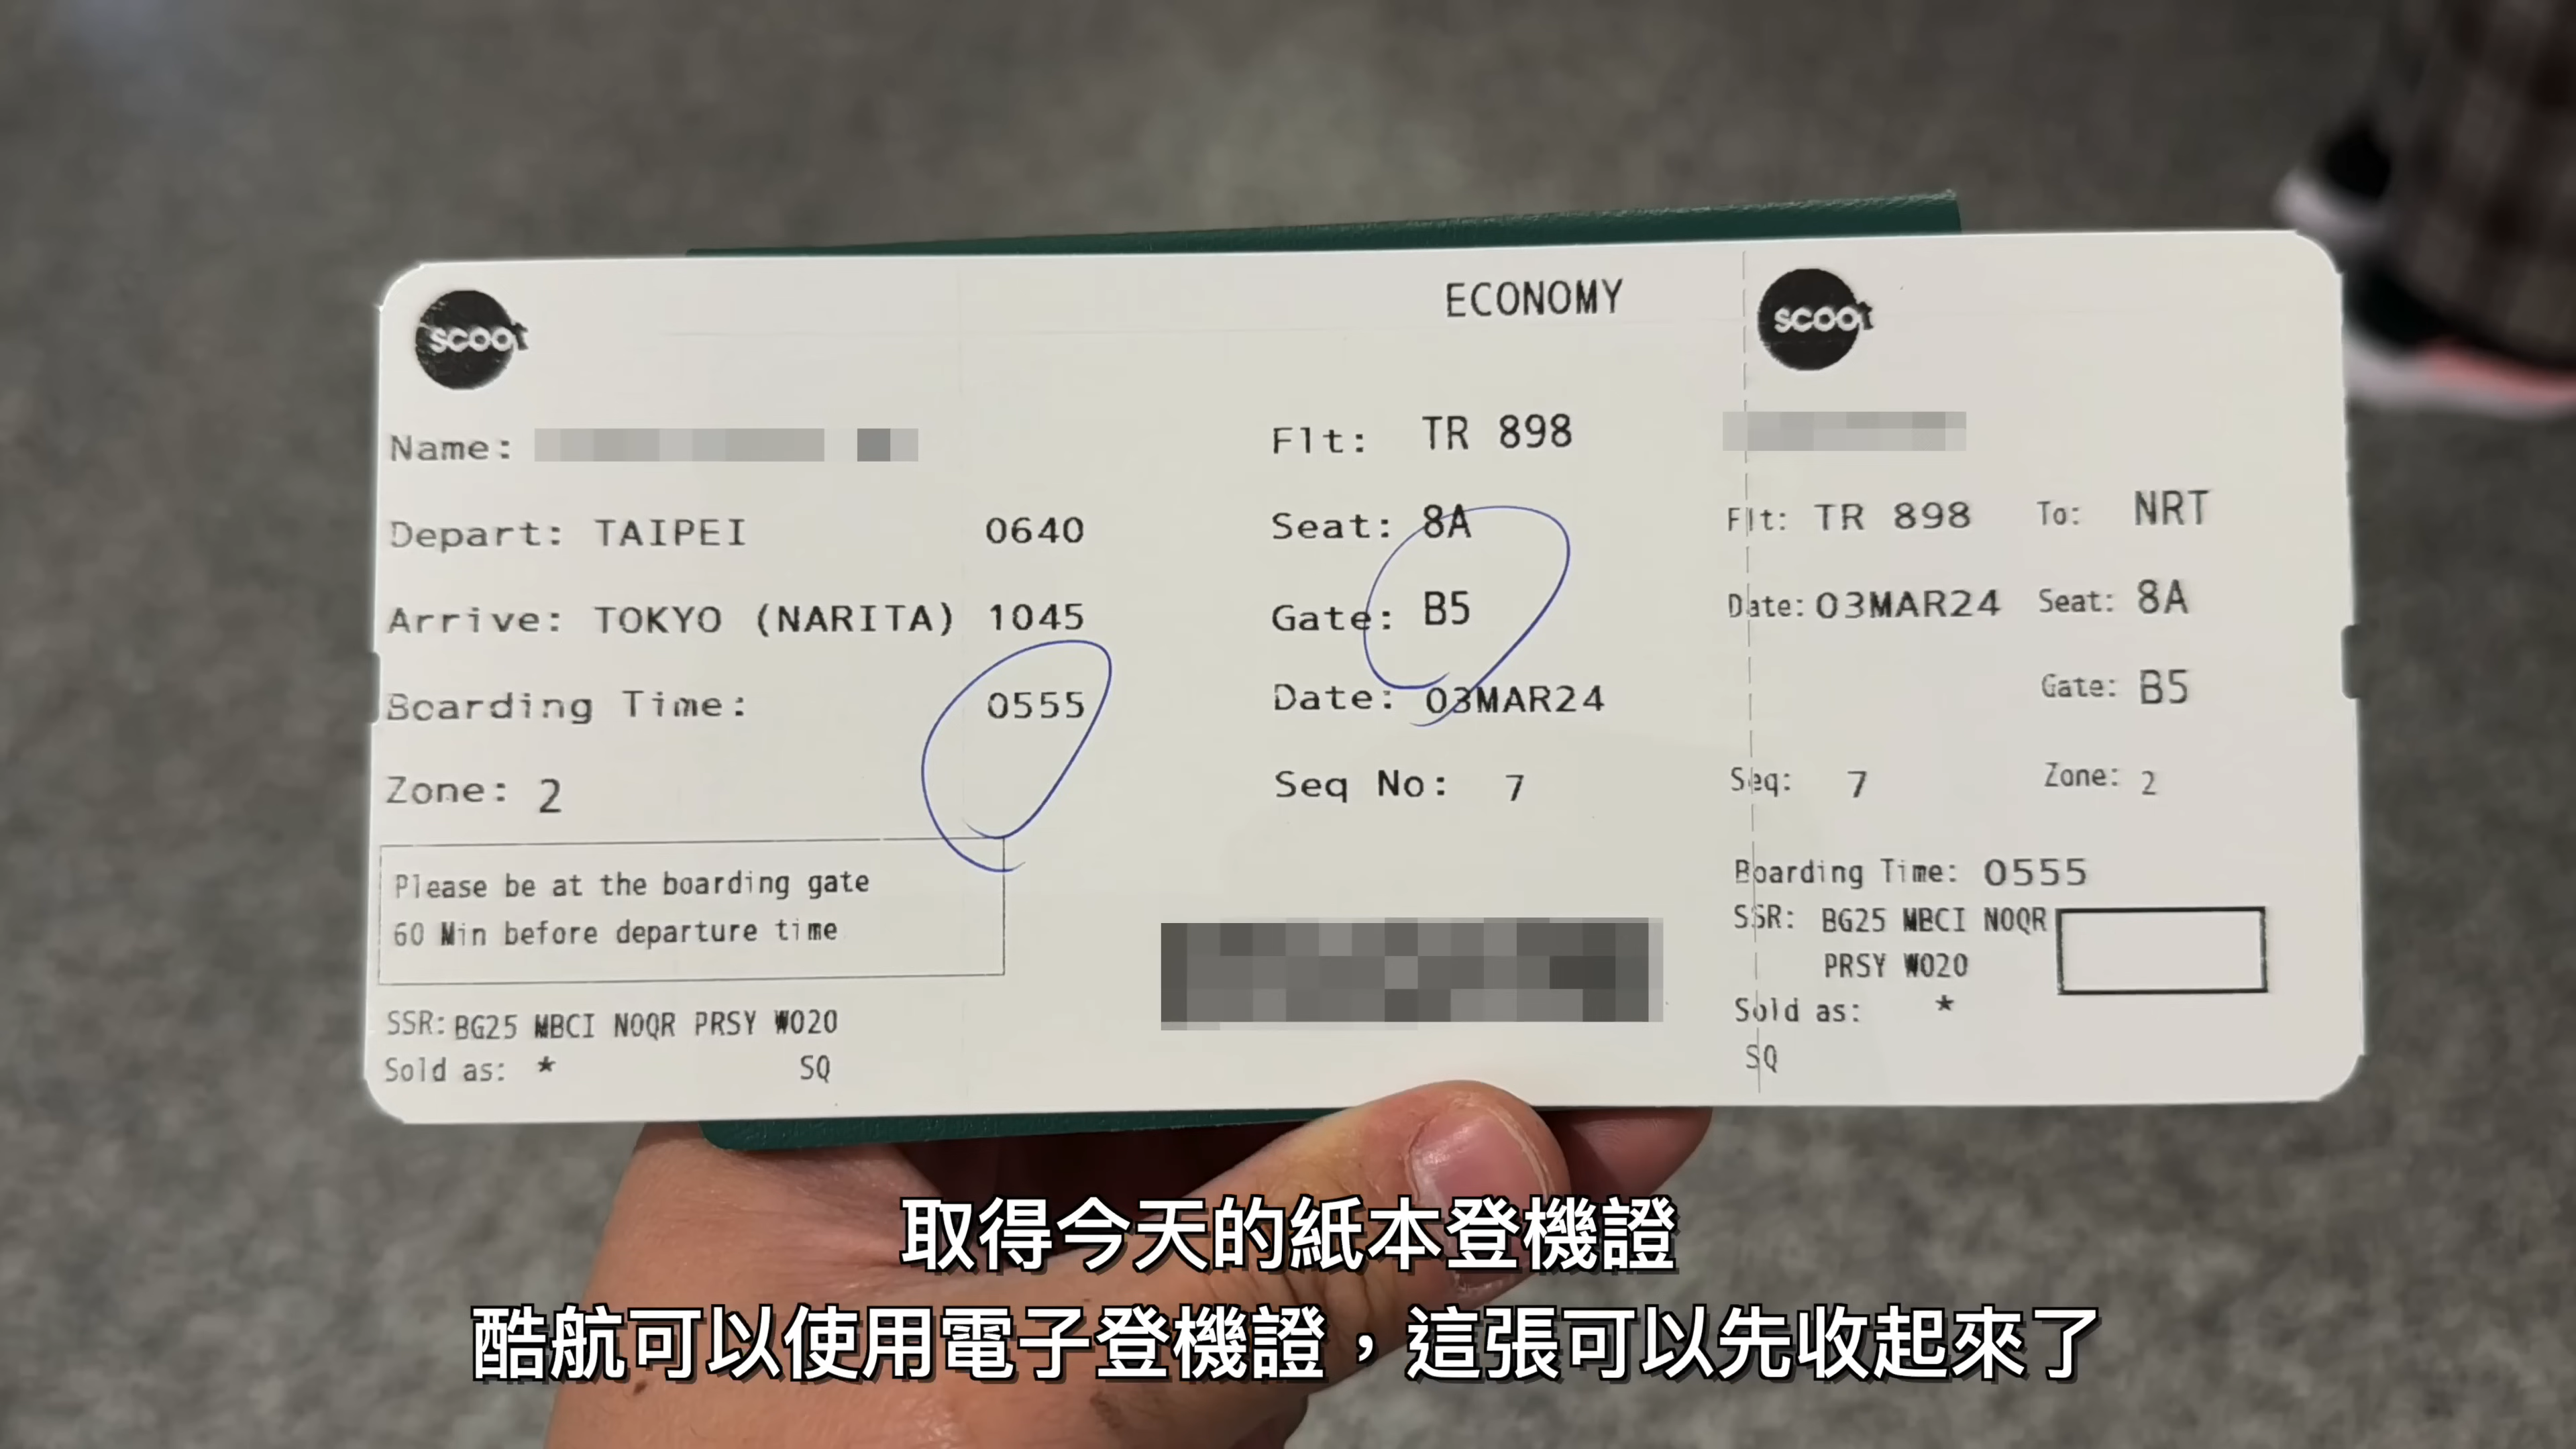 scoot
ECONOMY
Name:
Flt: TR 898
Depart: TAIPEI 0640
Seat: 8A
Arrive: TOKYO (NARITA) 1045
Gate: B5
Boarding Time: 0555
Date: 03MAR24
Zone: 2
Seq No: 7
Please be at the boarding gate
60 Min before departure time
SSR: BG25 MBCI NOQR PRSY WO20
Sold as: * SQ
scoot
Flt: TR 898 To: NRT
Date: 03MAR24 Seat: 8A
Gate: B5
Seq: 7 Zone: 2
Boarding Time: 0555
SSR: BG25 MBCI NOQR
PRSY WO20
Sold as: *
SQ
取得今天的紙本登機證
酷航可以使用電子登機證，這張可以先收起來了